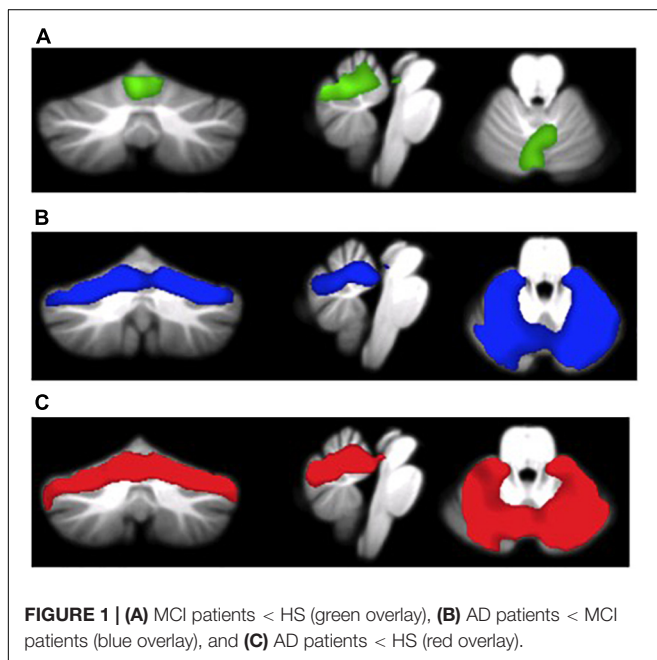 A
B
C
FIGURE 1 | (A) MCI patients < HS (green overlay), (B) AD patients < MCI
patients (blue overlay), and (C) AD patients < HS (red overlay).